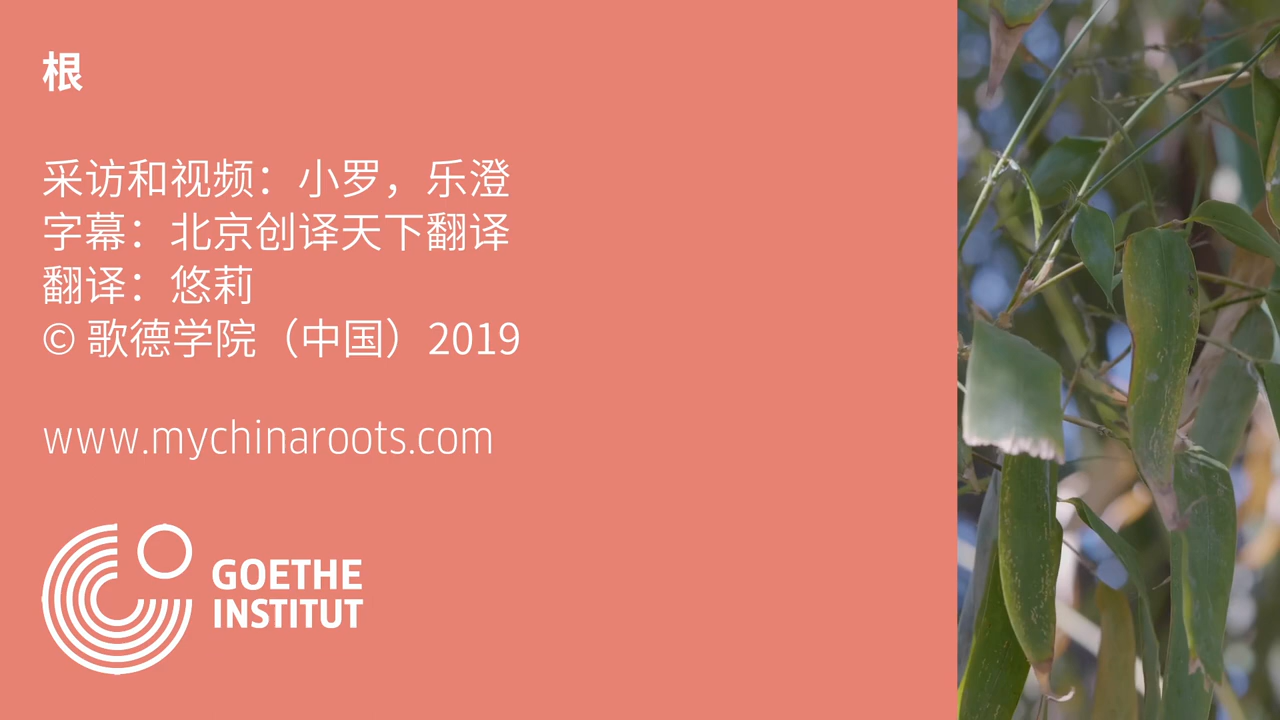 根
采访和视频：小罗，乐澄
字幕：北京创译天下翻译
翻译：悠莉
© 歌德学院（中国）2019
www.mychinaroots.com
GOETHE
INSTITUT